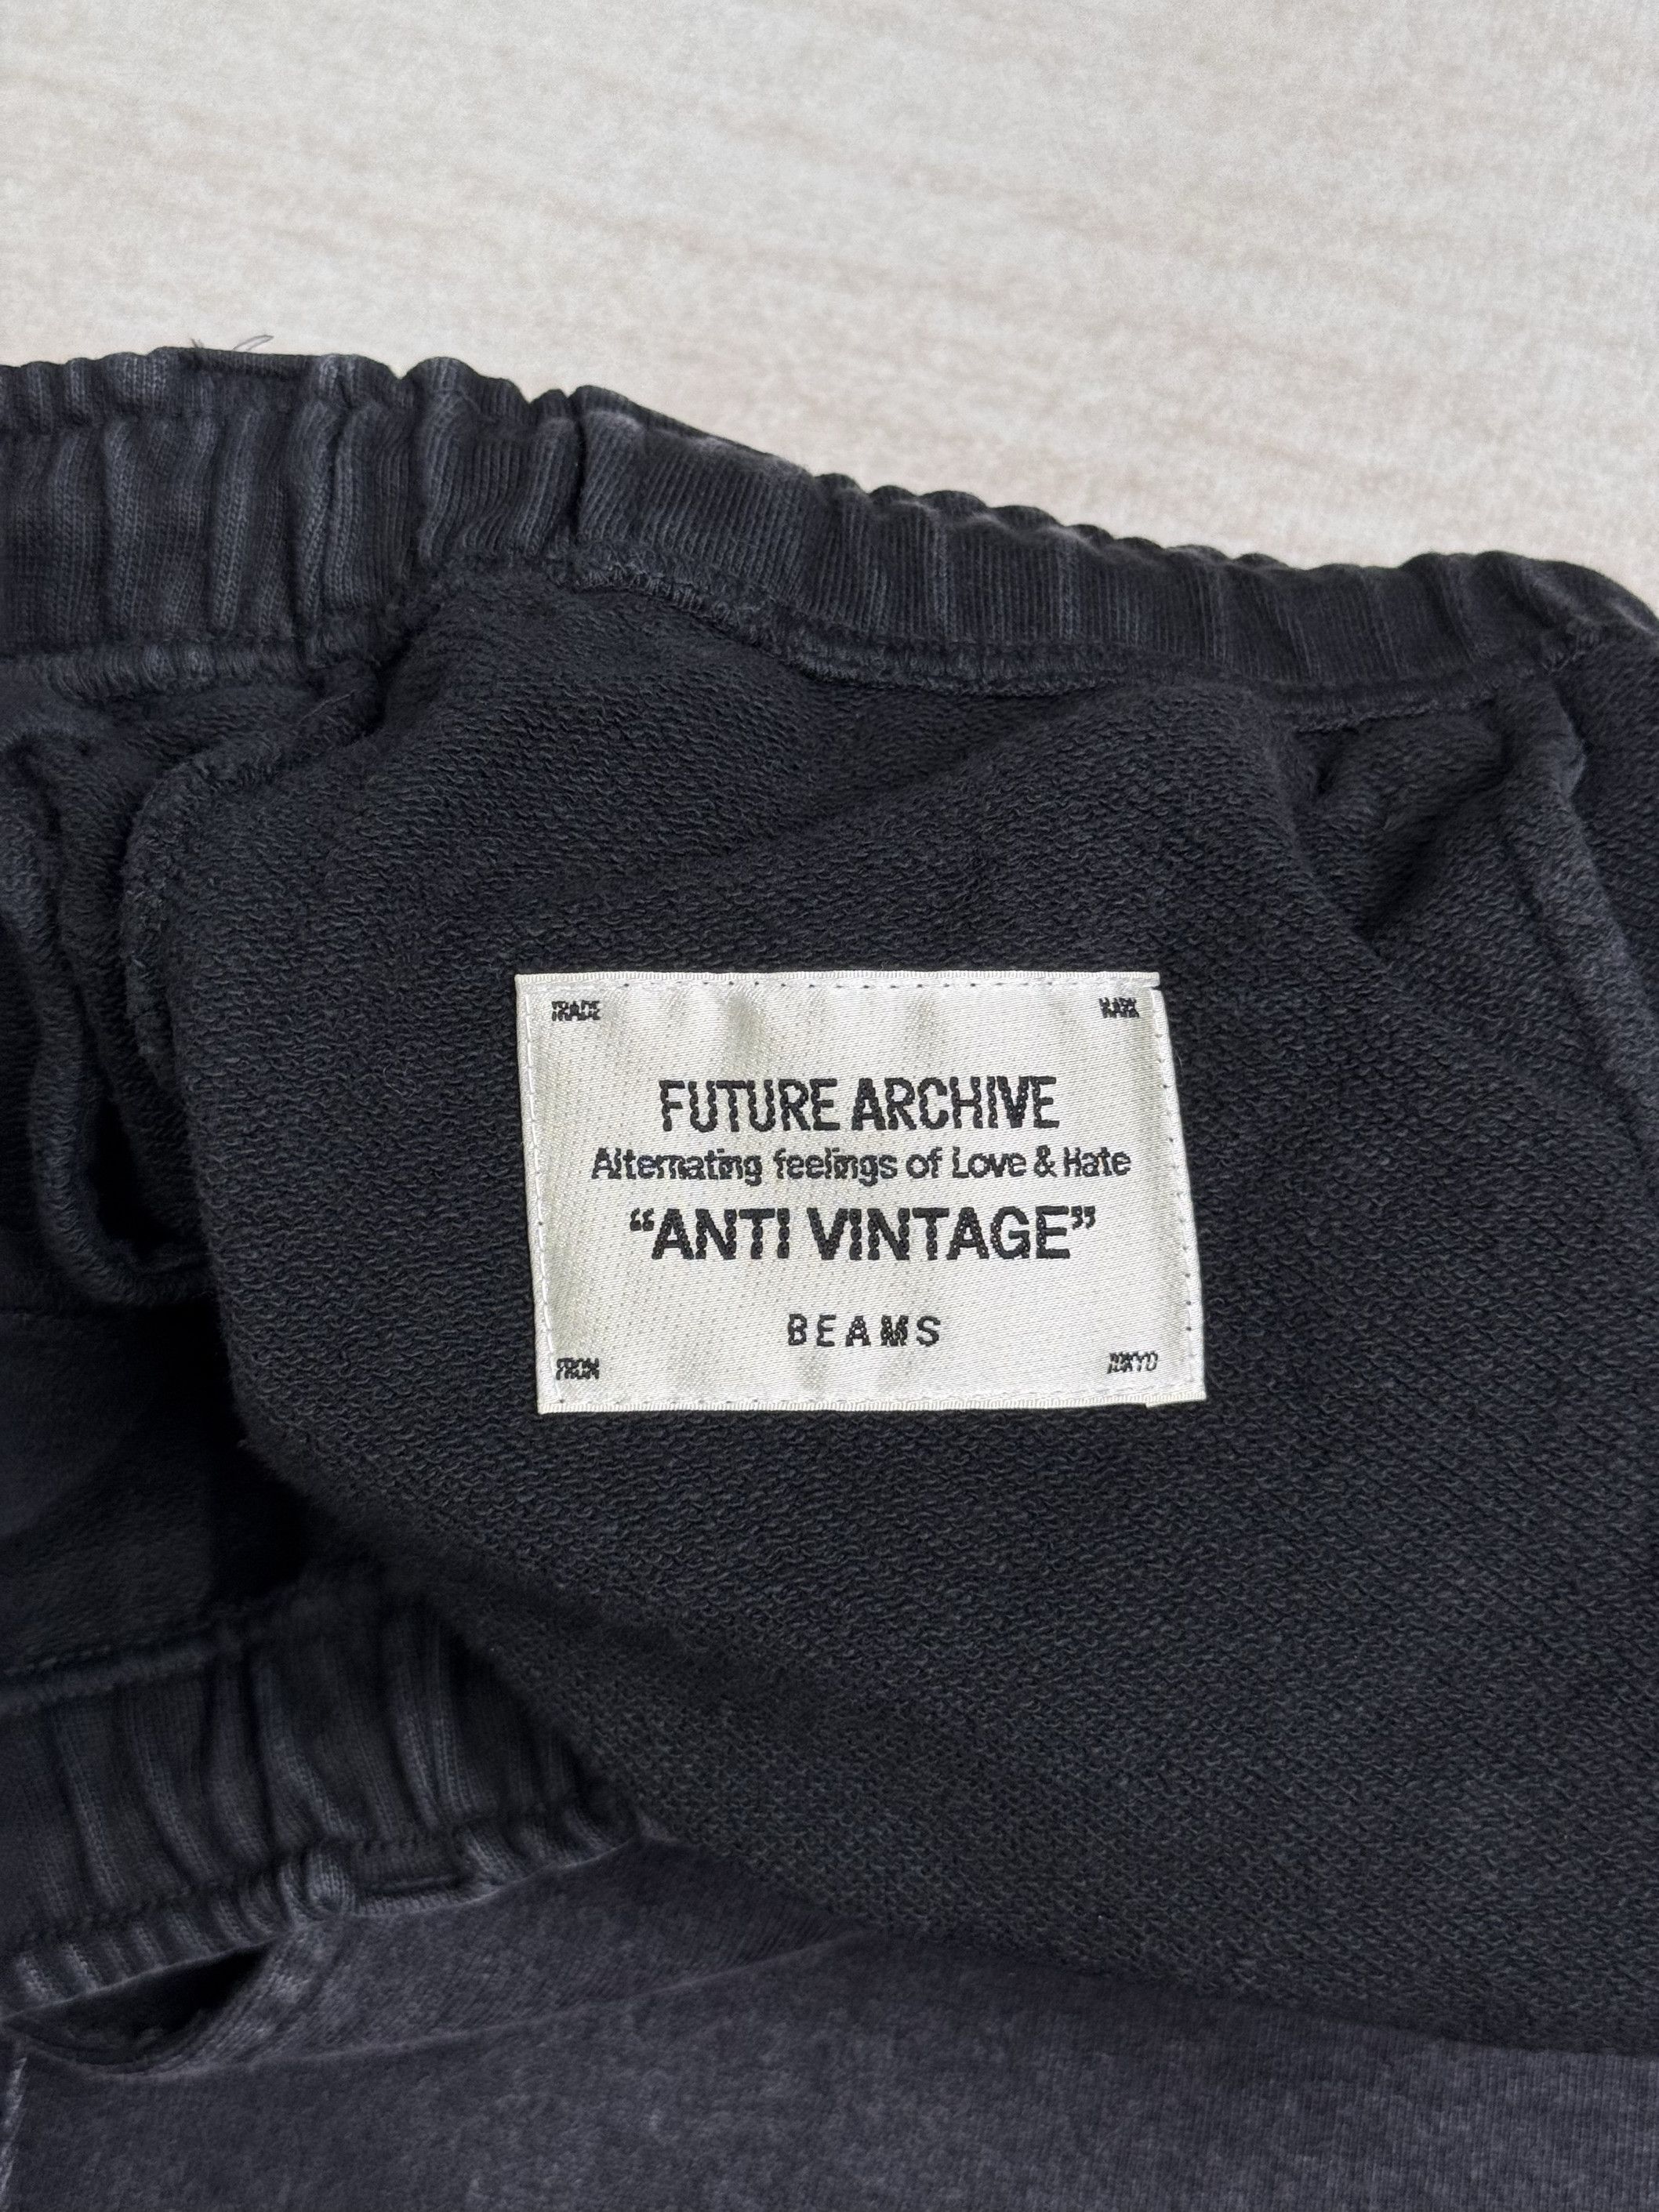 TRADE MARK
FUTURE ARCHIVE
Alternating feelings of Love & Hate
“ANTI VINTAGE”
BEAMS
FROM TOKYO